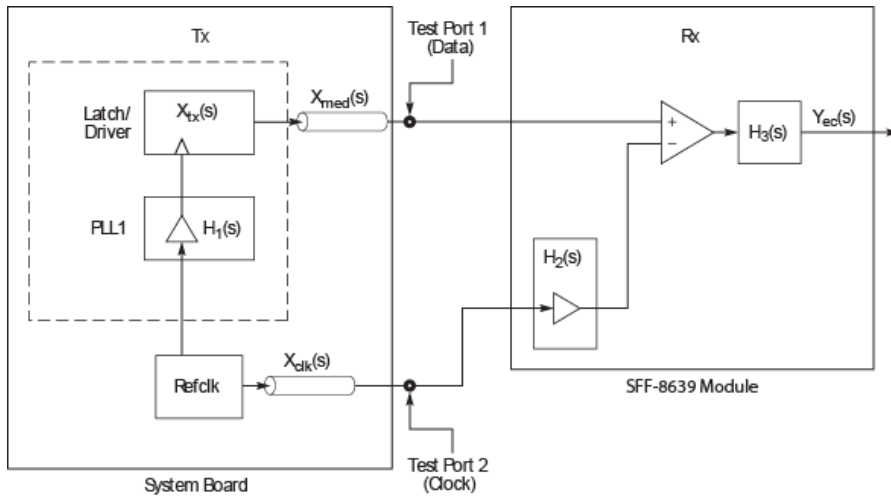 Tx
Test Port 1
(Data)
Rx
Latch/
Driver
Xtx(s)
Xmed(s)
+
−
H3(s)
Yec(s)
PLL1
H1(s)
H2(s)
Refclk
Xclk(s)
SFF-8639 Module
Test Port 2
(Clock)
System Board